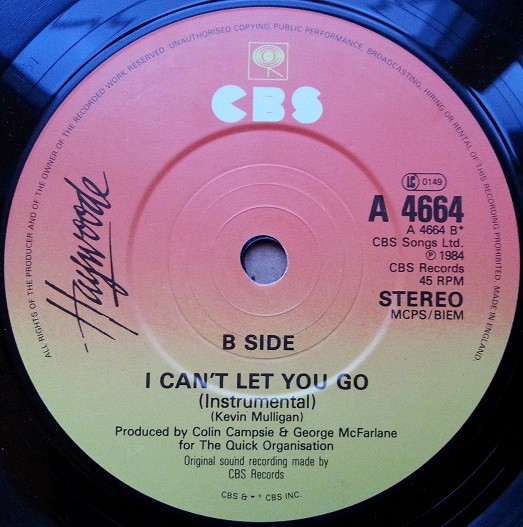 ALL RIGHTS OF THE PRODUCER AND OF THE OWNER OF THE RECORDED WORK RESERVED. UNAUTHORISED COPYING, PUBLIC PERFORMANCE, BROADCASTING, HIRING OR RENTAL OF THIS RECORDING PROHIBITED. MADE IN ENGLAND.
CBS
LC 0149
Haywoode
A 4664
A 4664 B*
CBS Songs Ltd.
℗ 1984
CBS Records
45 RPM
STEREO
MCPS/BIEM
B SIDE
I CAN'T LET YOU GO
(Instrumental)
(Kevin Mulligan)
Produced by Colin Campsie & George McFarlane
for The Quick Organisation
Original sound recording made by
CBS Records
CBS & CBS INC.